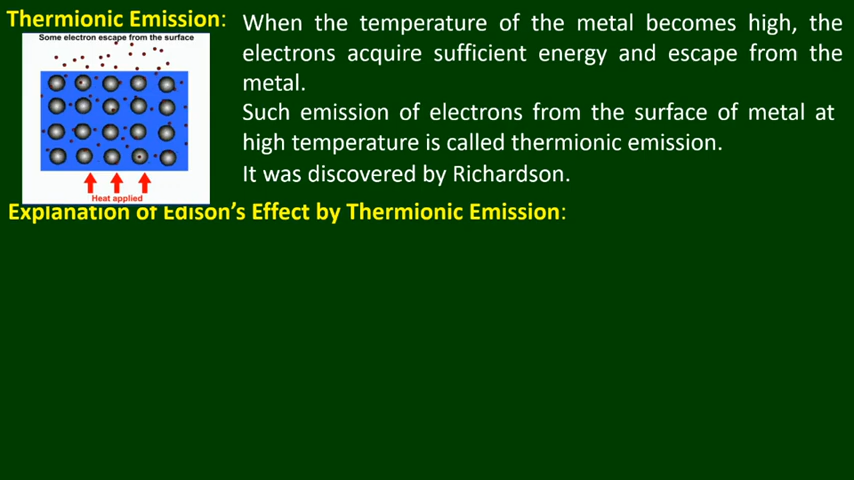 Thermionic Emission:
When the temperature of the metal becomes high, the
electrons acquire sufficient energy and escape from the
metal.
Such emission of electrons from the surface of metal at
high temperature is called thermionic emission.
It was discovered by Richardson.
Some electron escape from the surface
Heat applied
Explanation of Edison's Effect by Thermionic Emission: